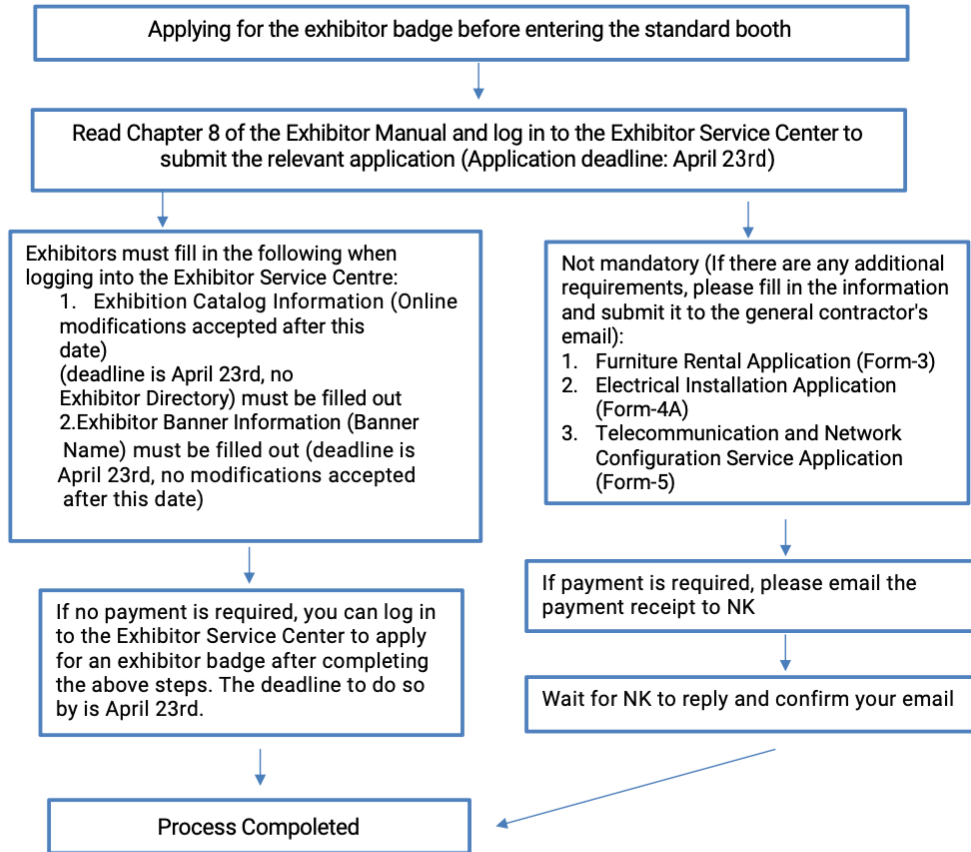 Applying for the exhibitor badge before entering the standard booth
Read Chapter 8 of the Exhibitor Manual and log in to the Exhibitor Service Center to
submit the relevant application (Application deadline: April 23rd)
Exhibitors must fill in the following when
logging into the Exhibitor Service Centre:
1. Exhibition Catalog Information (Online
modifications accepted after this
date)
(deadline is April 23rd, no
Exhibitor Directory) must be filled out
2.Exhibitor Banner Information (Banner
Name) must be filled out (deadline is
April 23rd, no modifications accepted
after this date)
Not mandatory (If there are any additional
requirements, please fill in the information
and submit it to the general contractor's
email):
1. Furniture Rental Application (Form-3)
2. Electrical Installation Application
(Form-4A)
3. Telecommunication and Network
Configuration Service Application
(Form-5)
If no payment is required, you can log in
to the Exhibitor Service Center to apply
for an exhibitor badge after completing
the above steps. The deadline to do so
by is April 23rd.
If payment is required, please email the
payment receipt to NK
Wait for NK to reply and confirm your email
Process Compoleted